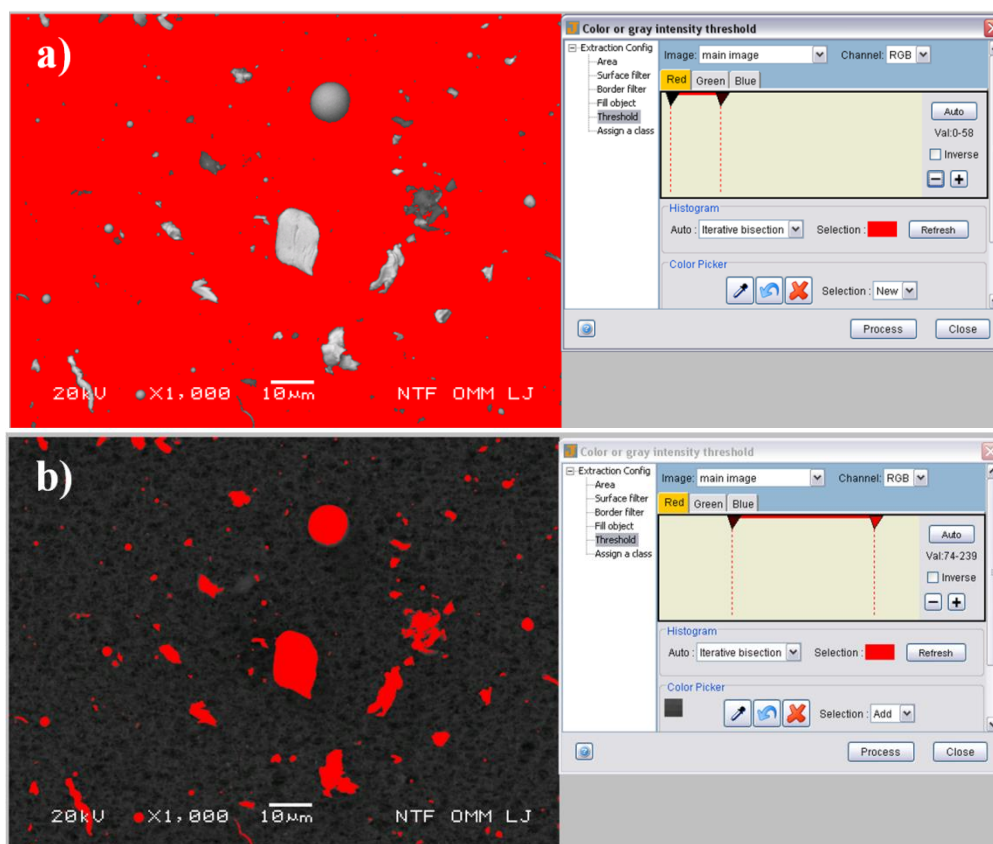 a)
20kV ×1,000 10μm NTF OMM LJ
Color or gray intensity threshold
Extraction Config
Area
Surface filter
Border filter
Fill object
Threshold
Assign a class
Image: main image Channel: RGB
Red Green Blue
Auto
Val:0-58
Inverse
Histogram
Auto : Iterative bisection Selection : Refresh
Color Picker
Selection : New
Process Close
b)
20kV ×1,000 10μm NTF OMM LJ
Color or gray intensity threshold
Extraction Config
Area
Surface filter
Border filter
Fill object
Threshold
Assign a class
Image: main image Channel: RGB
Red Green Blue
Auto
Val:74-239
Inverse
Histogram
Auto : Iterative bisection Selection : Refresh
Color Picker
Selection : Add
Process Close